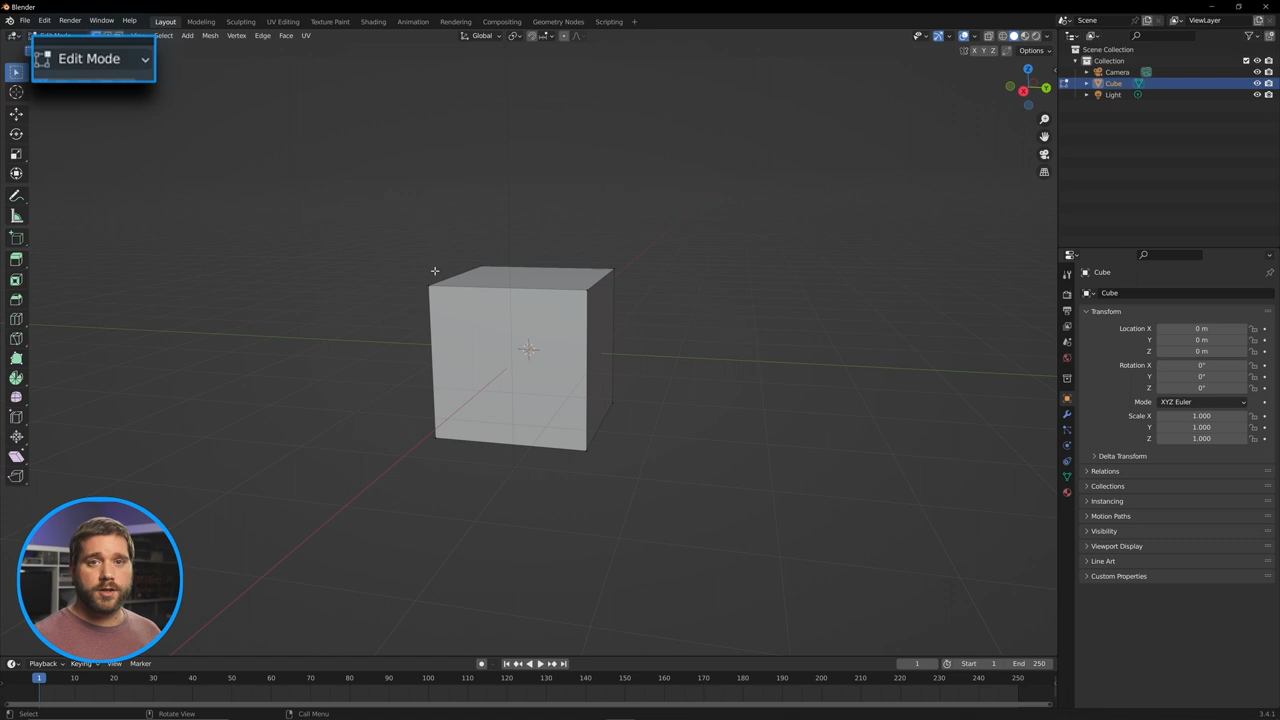 Blender
File Edit Render Window Help Layout Modeling Sculpting UV Editing Texture Paint Shading Animation Rendering Compositing Geometry Nodes Scripting Scene ViewLayer
Select Add Mesh Vertex Edge Face UV Global
X Y Z Options
Edit Mode
Scene Collection
Collection
Camera
Cube
Light
X
Y
Z
Cube
Cube
Transform
Location X 0 m
Y 0 m
Z 0 m
Rotation X 0°
Y 0°
Z 0°
Mode XYZ Euler
Scale X 1.000
Y 1.000
Z 1.000
Delta Transform
Relations
Collections
Instancing
Motion Paths
Visibility
Viewport Display
Line Art
Custom Properties
Playback Keying View Marker 1 Start 1 End 250
1 10 20 30 40 50 60 70 80 90 100 110 120 130 140 150 160 170 180 190 200 210 220 230 240 250
Select Rotate View Call Menu 3.4.1